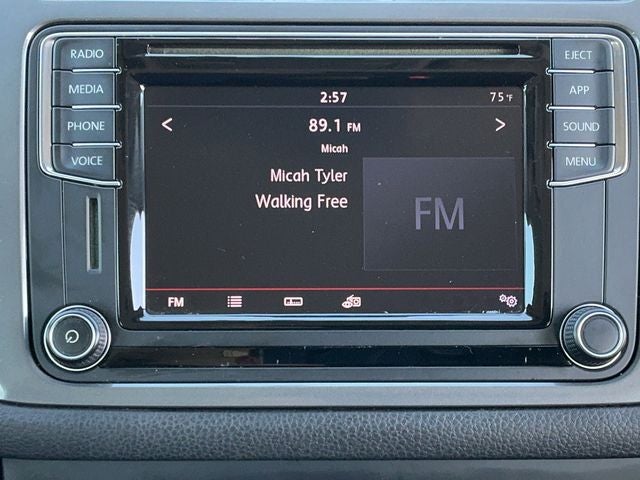 RADIO
MEDIA
PHONE
VOICE
EJECT
APP
SOUND
MENU
2:57
75°F
< 89.1 FM >
Micah
Micah Tyler
Walking Free
FM
FM